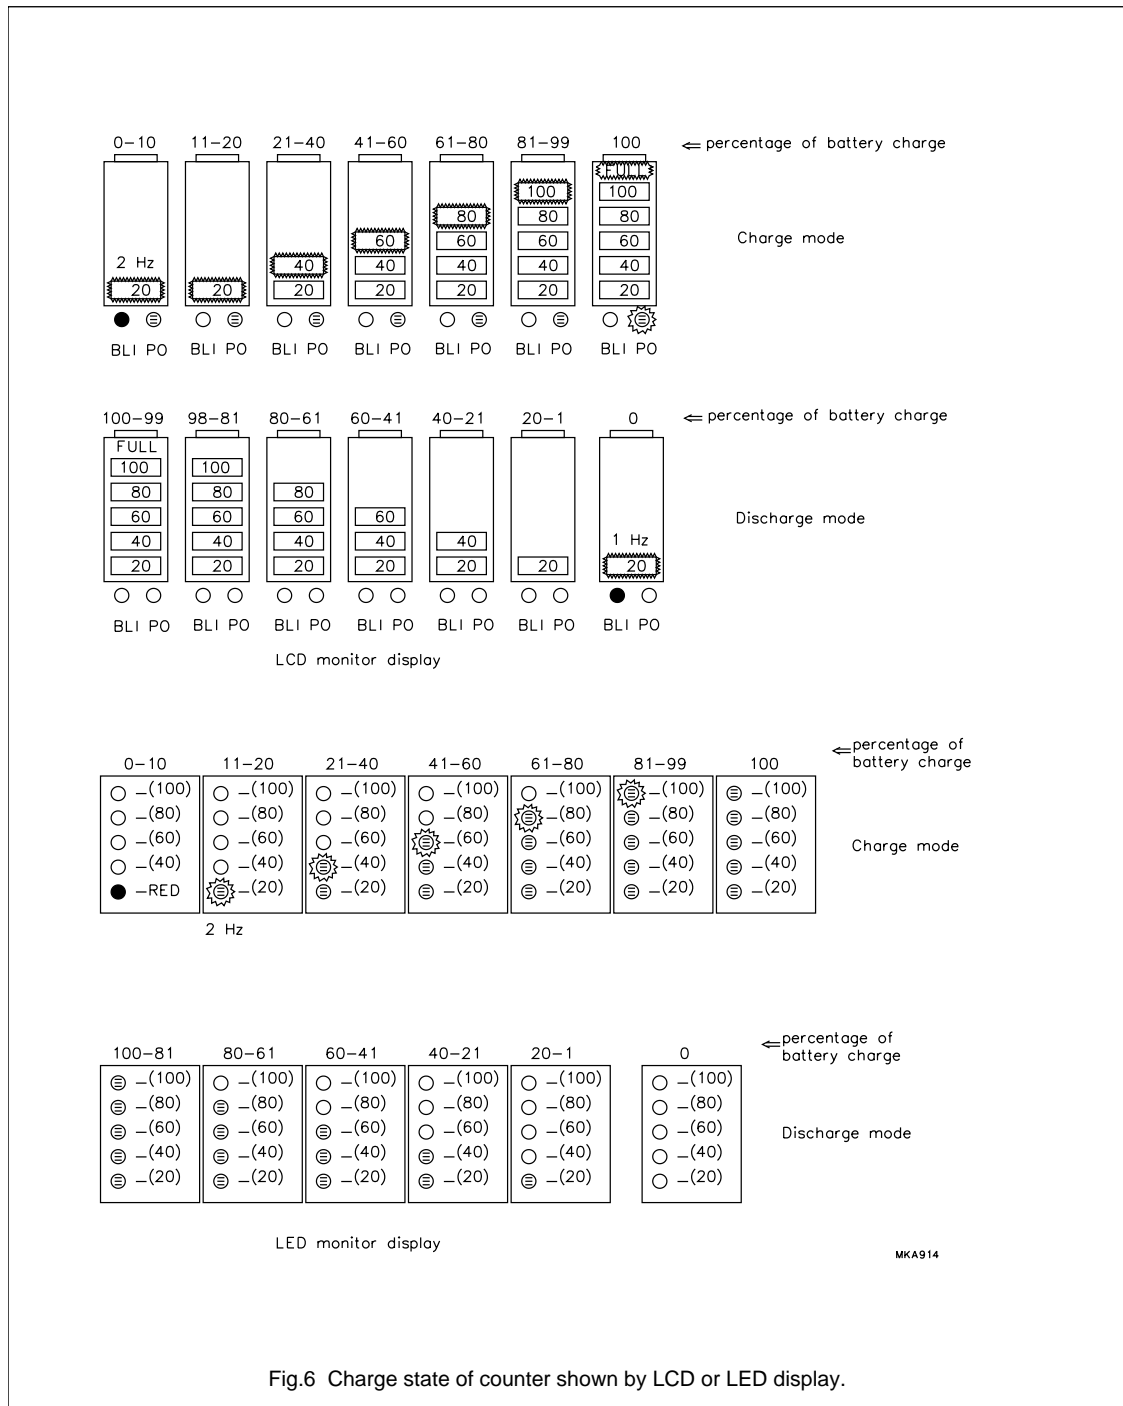 0-10 11-20 21-40 41-60 61-80 81-99 100 ⇐ percentage of battery charge
FULL
100 100
80 80 80
60 60 60 60
Charge mode
2 Hz 40 40 40 40 40
20 20 20 20 20 20 20
BLI PO BLI PO BLI PO BLI PO BLI PO BLI PO BLI PO
100-99 98-81 80-61 60-41 40-21 20-1 0 ⇐ percentage of battery charge
FULL
100 100
80 80 80
60 60 60 60
Discharge mode
40 40 40 40 40 1 Hz
20 20 20 20 20 20 20
BLI PO BLI PO BLI PO BLI PO BLI PO BLI PO BLI PO
LCD monitor display
⇐ percentage of
battery charge
0-10 11-20 21-40 41-60 61-80 81-99 100
-(100) -(100) -(100) -(100) -(100) -(100) -(100)
-(80) -(80) -(80) -(80) -(80) -(80) -(80)
-(60) -(60) -(60) -(60) -(60) -(60) -(60)
Charge mode
-(40) -(40) -(40) -(40) -(40) -(40) -(40)
-RED -(20) -(20) -(20) -(20) -(20) -(20)
2 Hz
⇐ percentage of
battery charge
100-81 80-61 60-41 40-21 20-1 0
-(100) -(100) -(100) -(100) -(100) -(100)
-(80) -(80) -(80) -(80) -(80) -(80)
-(60) -(60) -(60) -(60) -(60) -(60)
Discharge mode
-(40) -(40) -(40) -(40) -(40) -(40)
-(20) -(20) -(20) -(20) -(20) -(20)
LED monitor display
MKA914
Fig.6 Charge state of counter shown by LCD or LED display.